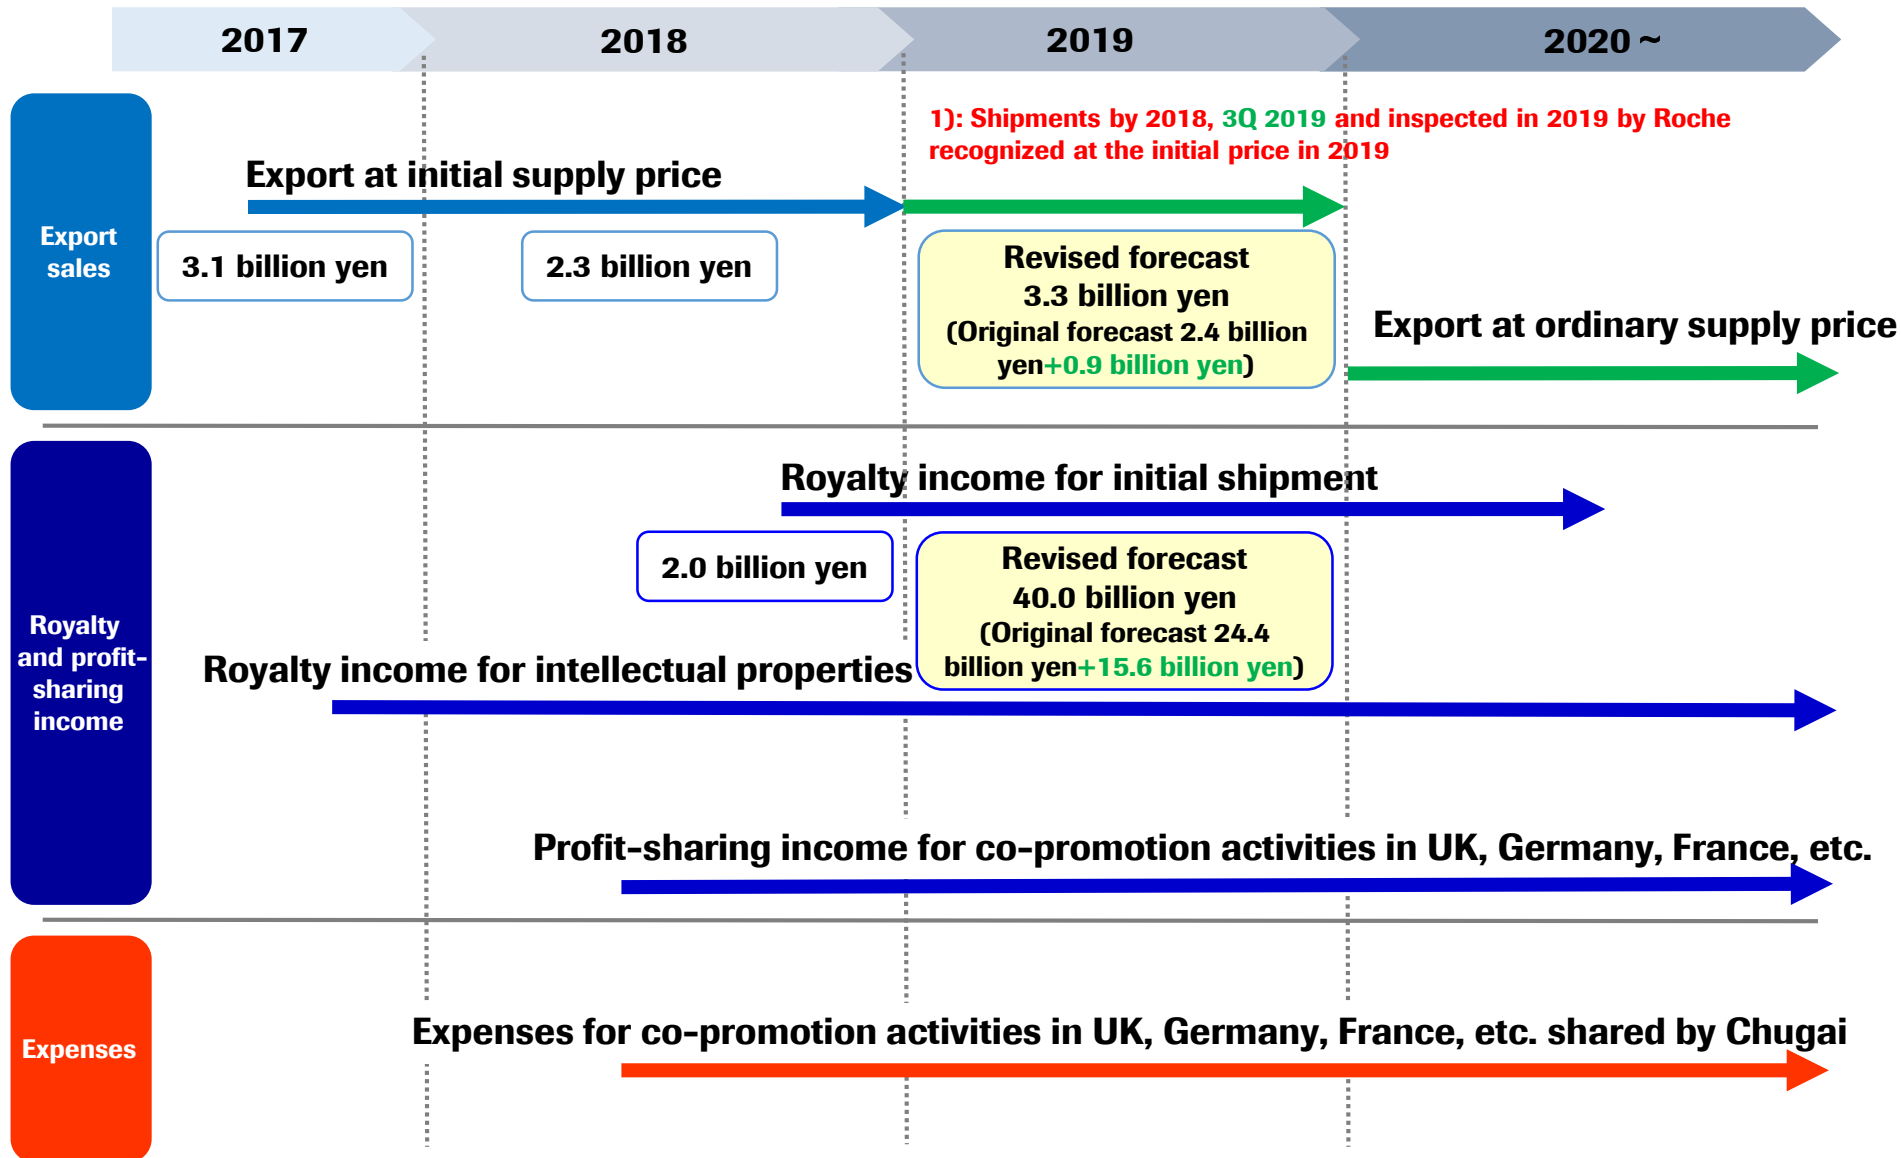 2017
2018
2019
2020~
Export
sales
1): Shipments by 2018, 3Q 2019 and inspected in 2019 by Roche
recognized at the initial price in 2019
Export at initial supply price
3.1 billion yen
2.3 billion yen
Revised forecast
3.3 billion yen
(Original forecast 2.4 billion
yen+0.9 billion yen)
Export at ordinary supply price
Royalty
and profit-
sharing
income
Royalty income for initial shipment
2.0 billion yen
Revised forecast
40.0 billion yen
(Original forecast 24.4
billion yen+15.6 billion yen)
Royalty income for intellectual properties
Profit-sharing income for co-promotion activities in UK, Germany, France, etc.
Expenses
Expenses for co-promotion activities in UK, Germany, France, etc. shared by Chugai